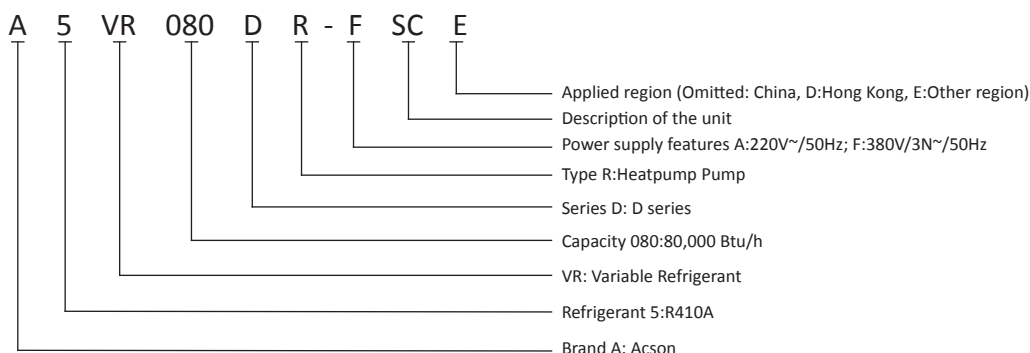 A 5 VR 080 D R - F SC E
Applied region (Omitted: China, D:Hong Kong, E:Other region)
Description of the unit
Power supply features A:220V~/50Hz; F:380V/3N~/50Hz
Type R:Heatpump Pump
Series D: D series
Capacity 080:80,000 Btu/h
VR: Variable Refrigerant
Refrigerant 5:R410A
Brand A: Acson